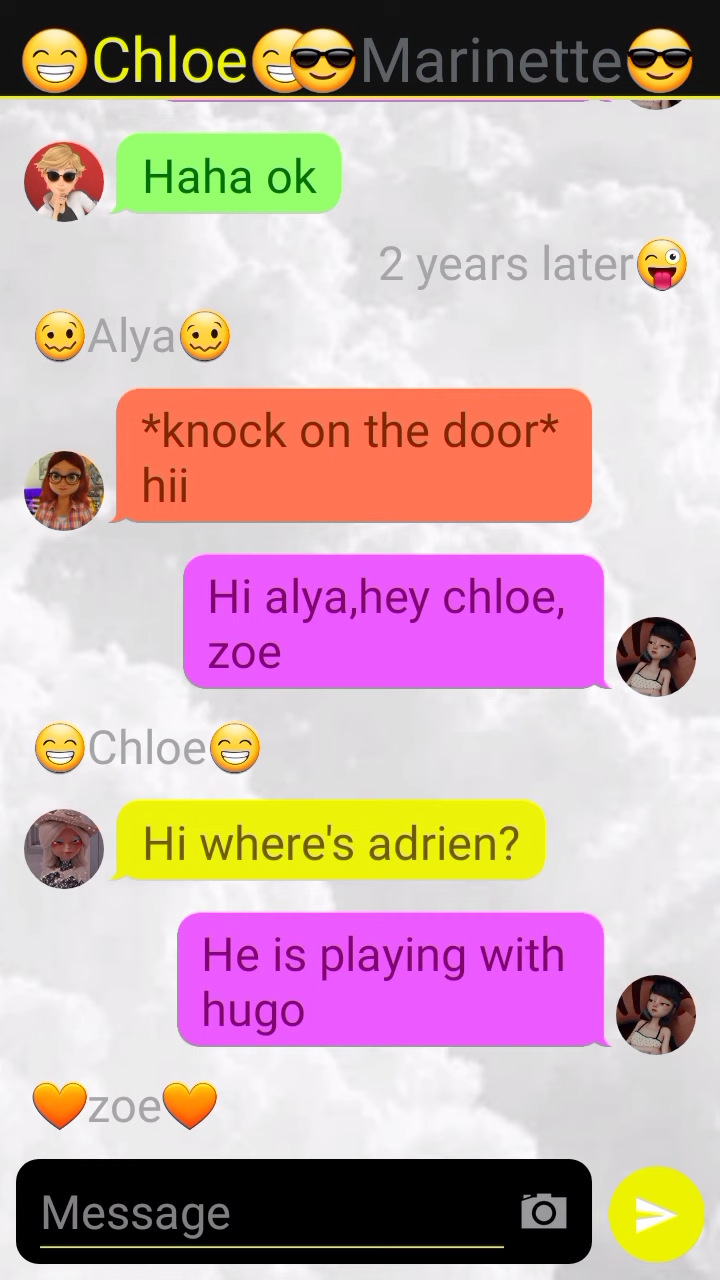 😁Chloe😁😎Marinette😎
Haha ok
2 years later😜
🥴Alya🥴
*knock on the door*
hii
Hi alya,hey chloe,
zoe
😁Chloe😁
Hi where's adrien?
He is playing with
hugo
🧡zoe🧡
Message